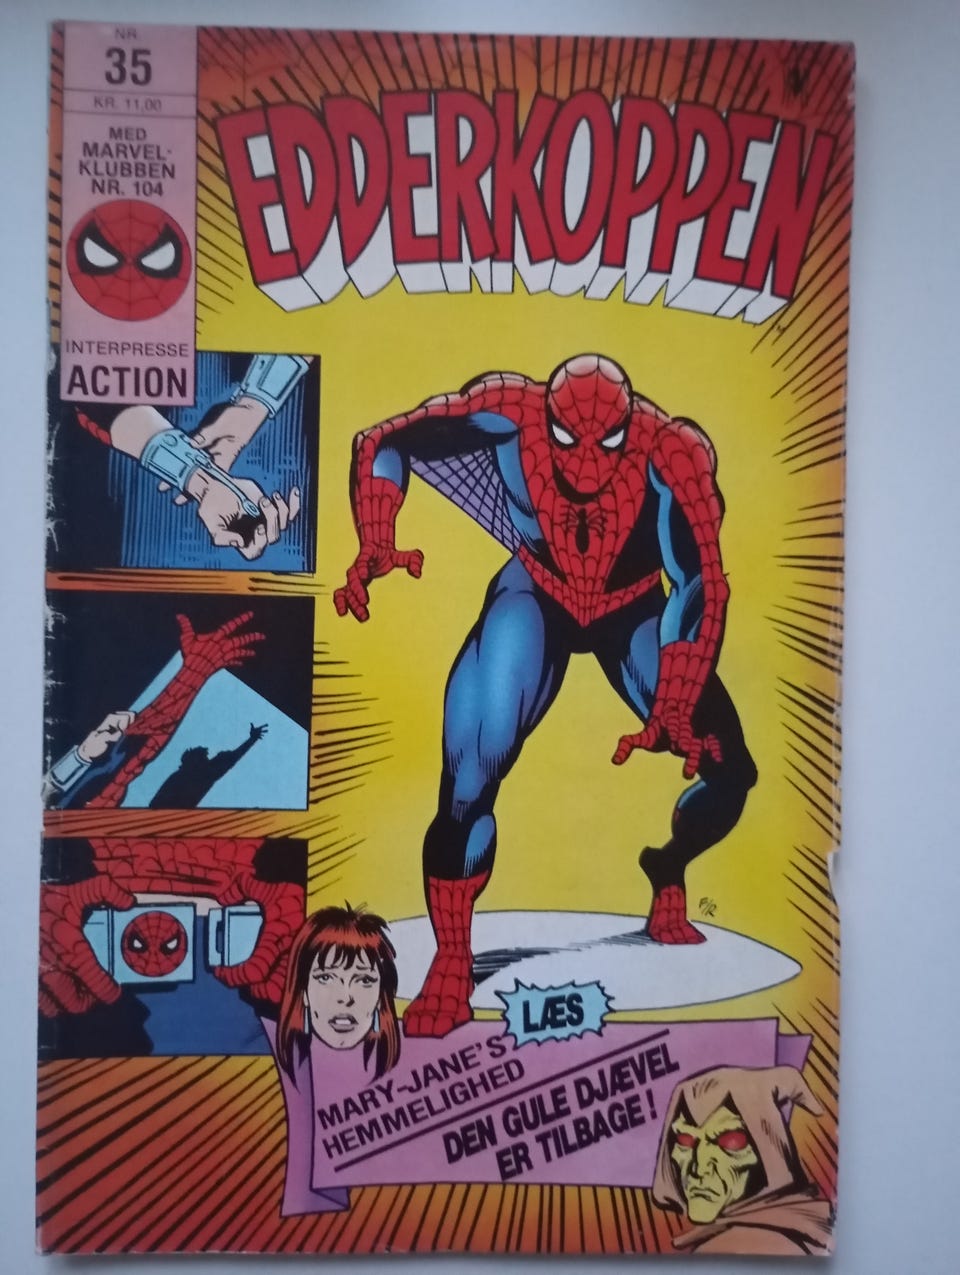 NR.
35
KR. 11,00
MED
MARVEL-
KLUBBEN
NR. 104
INTERPRESSE
ACTION
EDDERKOPPEN
F/R
LÆS
MARY-JANE'S
HEMMELIGHED
DEN GULE DJÆVEL
ER TILBAGE!